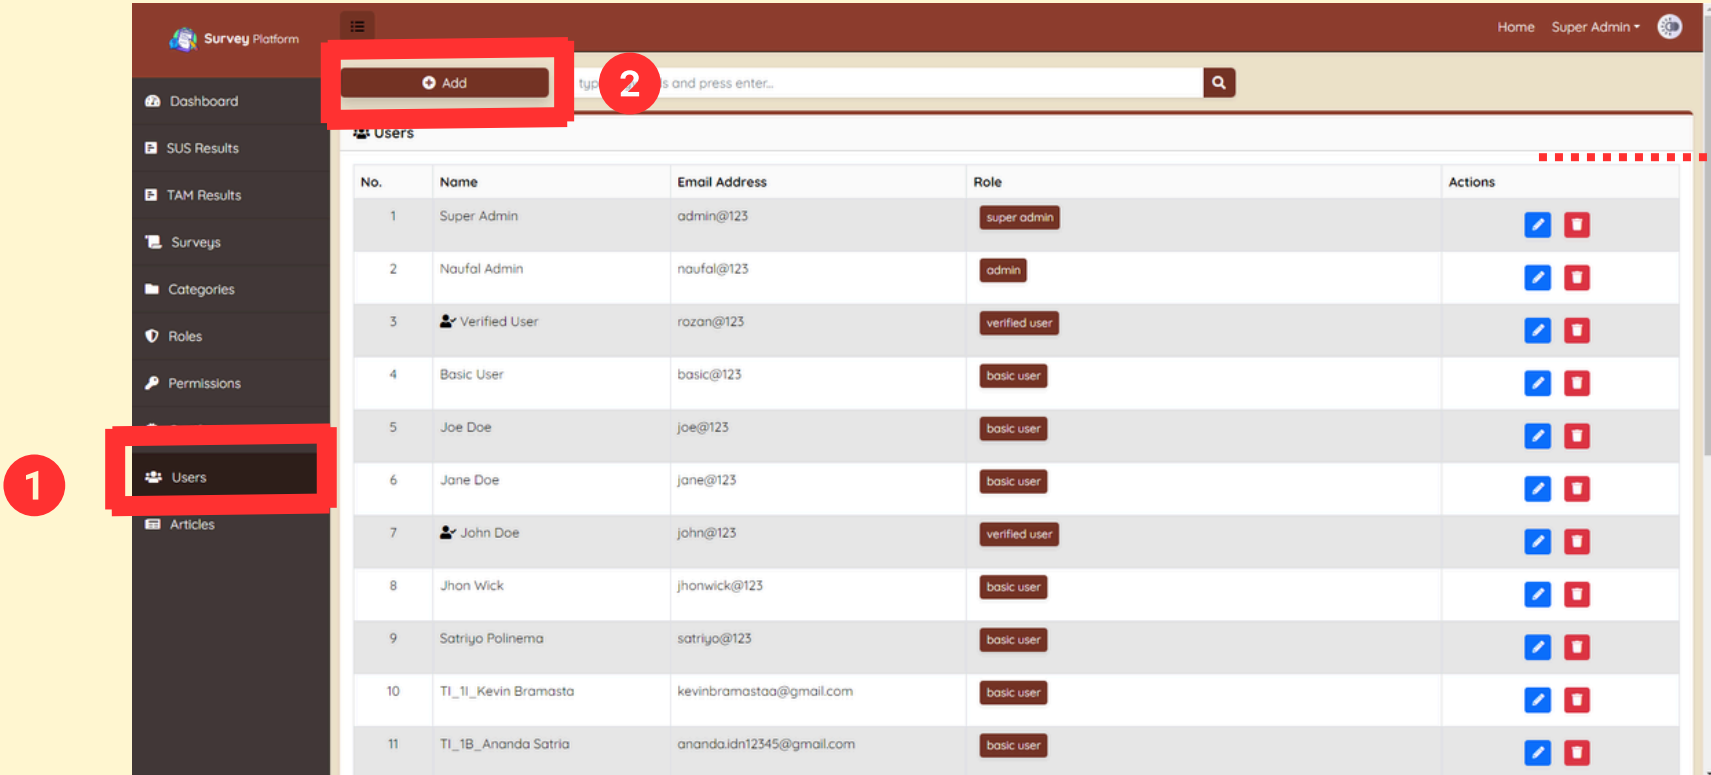 Survey Platform
Home Super Admin
Add
2
s and press enter...
Dashboard
SUS Results
TAM Results
Surveys
Categories
Roles
Permissions
1
Users
Articles
Users
No. Name Email Address Role Actions
1 Super Admin admin@123 super admin
2 Naufal Admin naufal@123 admin
3 Verified User rozan@123 verified user
4 Basic User basic@123 basic user
5 Joe Doe joe@123 basic user
6 Jane Doe jane@123 basic user
7 John Doe john@123 verified user
8 Jhon Wick jhonwick@123 basic user
9 Satriyo Polinema satriyo@123 basic user
10 TI_1I_Kevin Bramasta kevinbramastaa@gmail.com basic user
11 TI_1B_Ananda Satria ananda.idn12345@gmail.com basic user